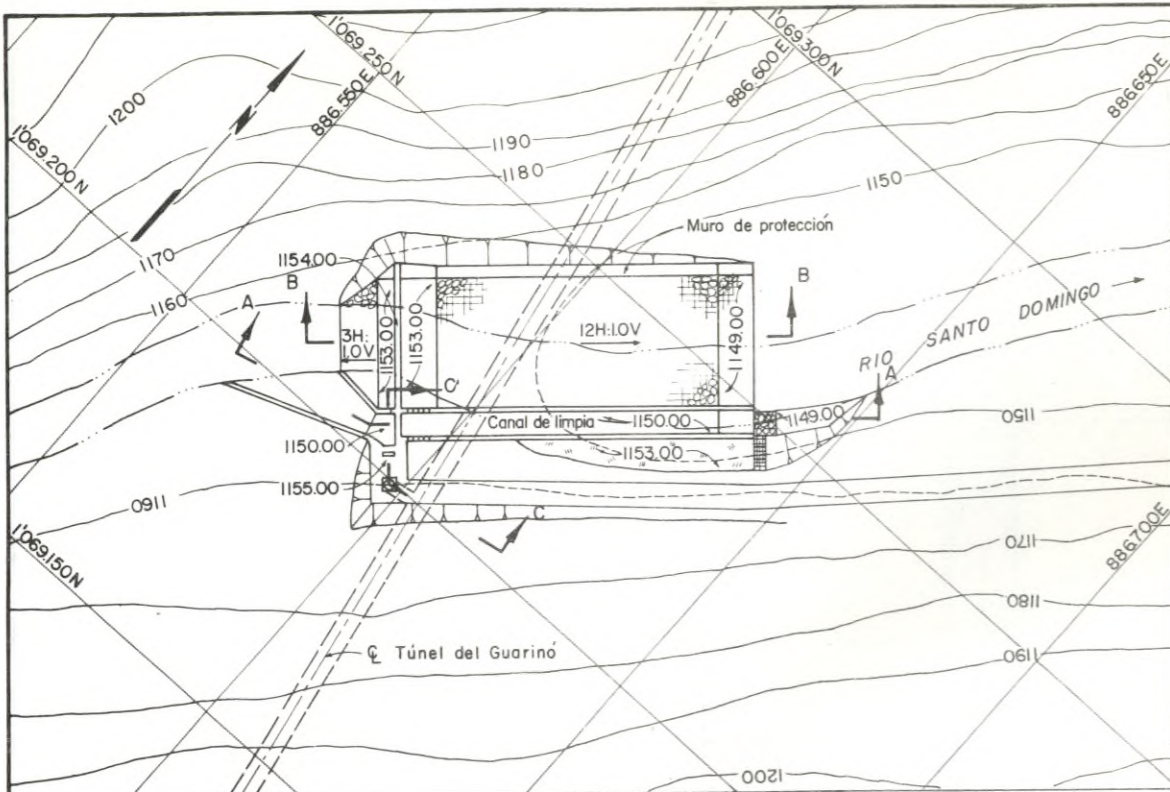 1'069.250 N
886.550 E
1'069.300 N
886.600 E
886.650 E
1200
N
1'069.200 N
1190
1180
1150
1170
Muro de protección
1154.00
1160
A
B
B
RIO SANTO DOMINGO
3H:
1.0V
1153.00
1153.00
12H:1.0V
1149.00
C'
A
Canal de limpia
1150.00
1149.00
1150
1150.00
1153.00
1155.00
1160
C
1170
886.700 E
1'069.150 N
1180
₵ Túnel del Guarinó
1190
1200